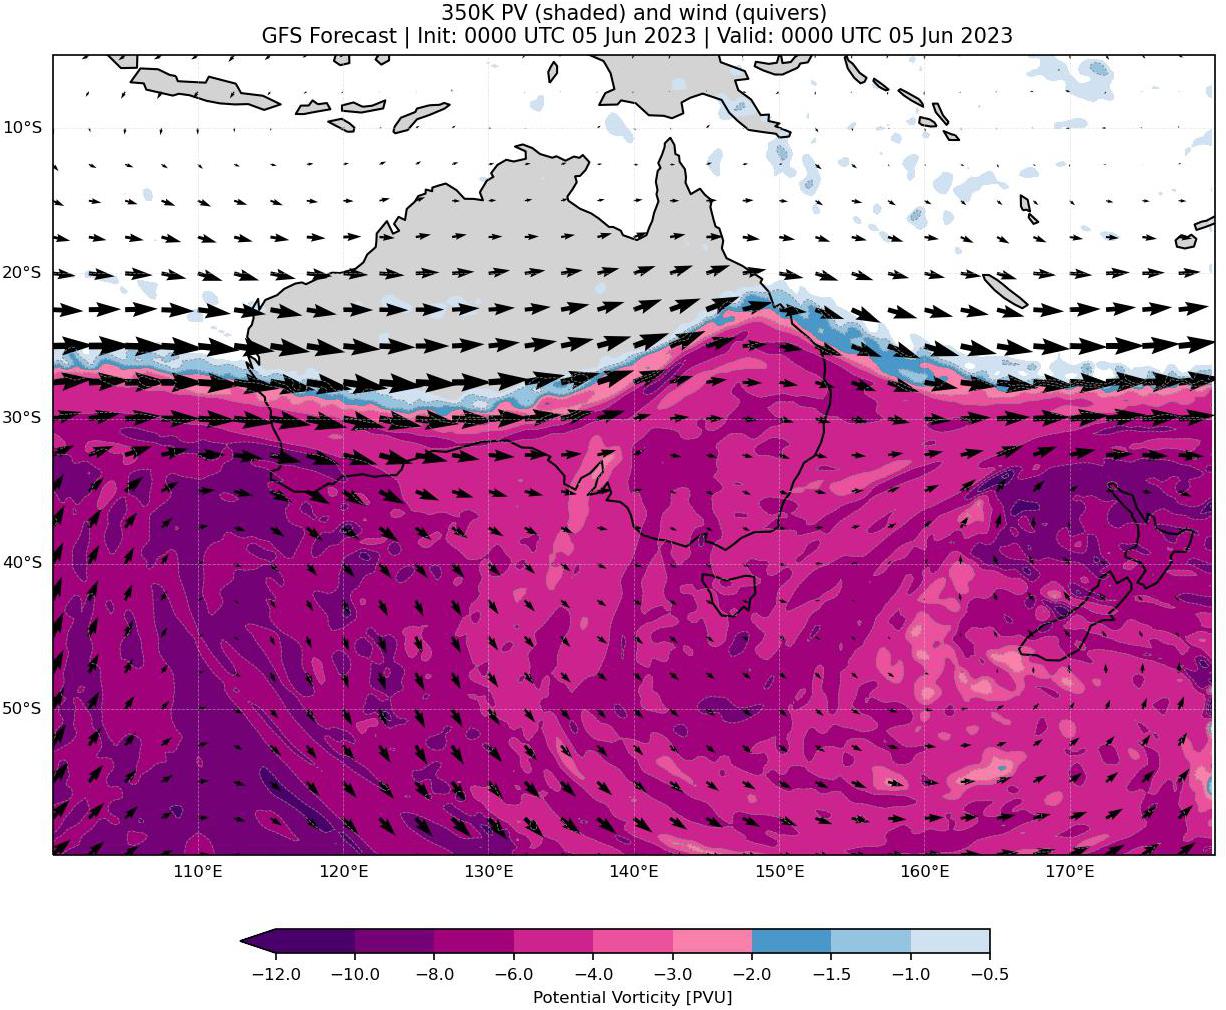 350K PV (shaded) and wind (quivers)
GFS Forecast | Init: 0000 UTC 05 Jun 2023 | Valid: 0000 UTC 05 Jun 2023
10°S
20°S
30°S
40°S
50°S
110°E 120°E 130°E 140°E 150°E 160°E 170°E
−12.0 −10.0 −8.0 −6.0 −4.0 −3.0 −2.0 −1.5 −1.0 −0.5
Potential Vorticity [PVU]